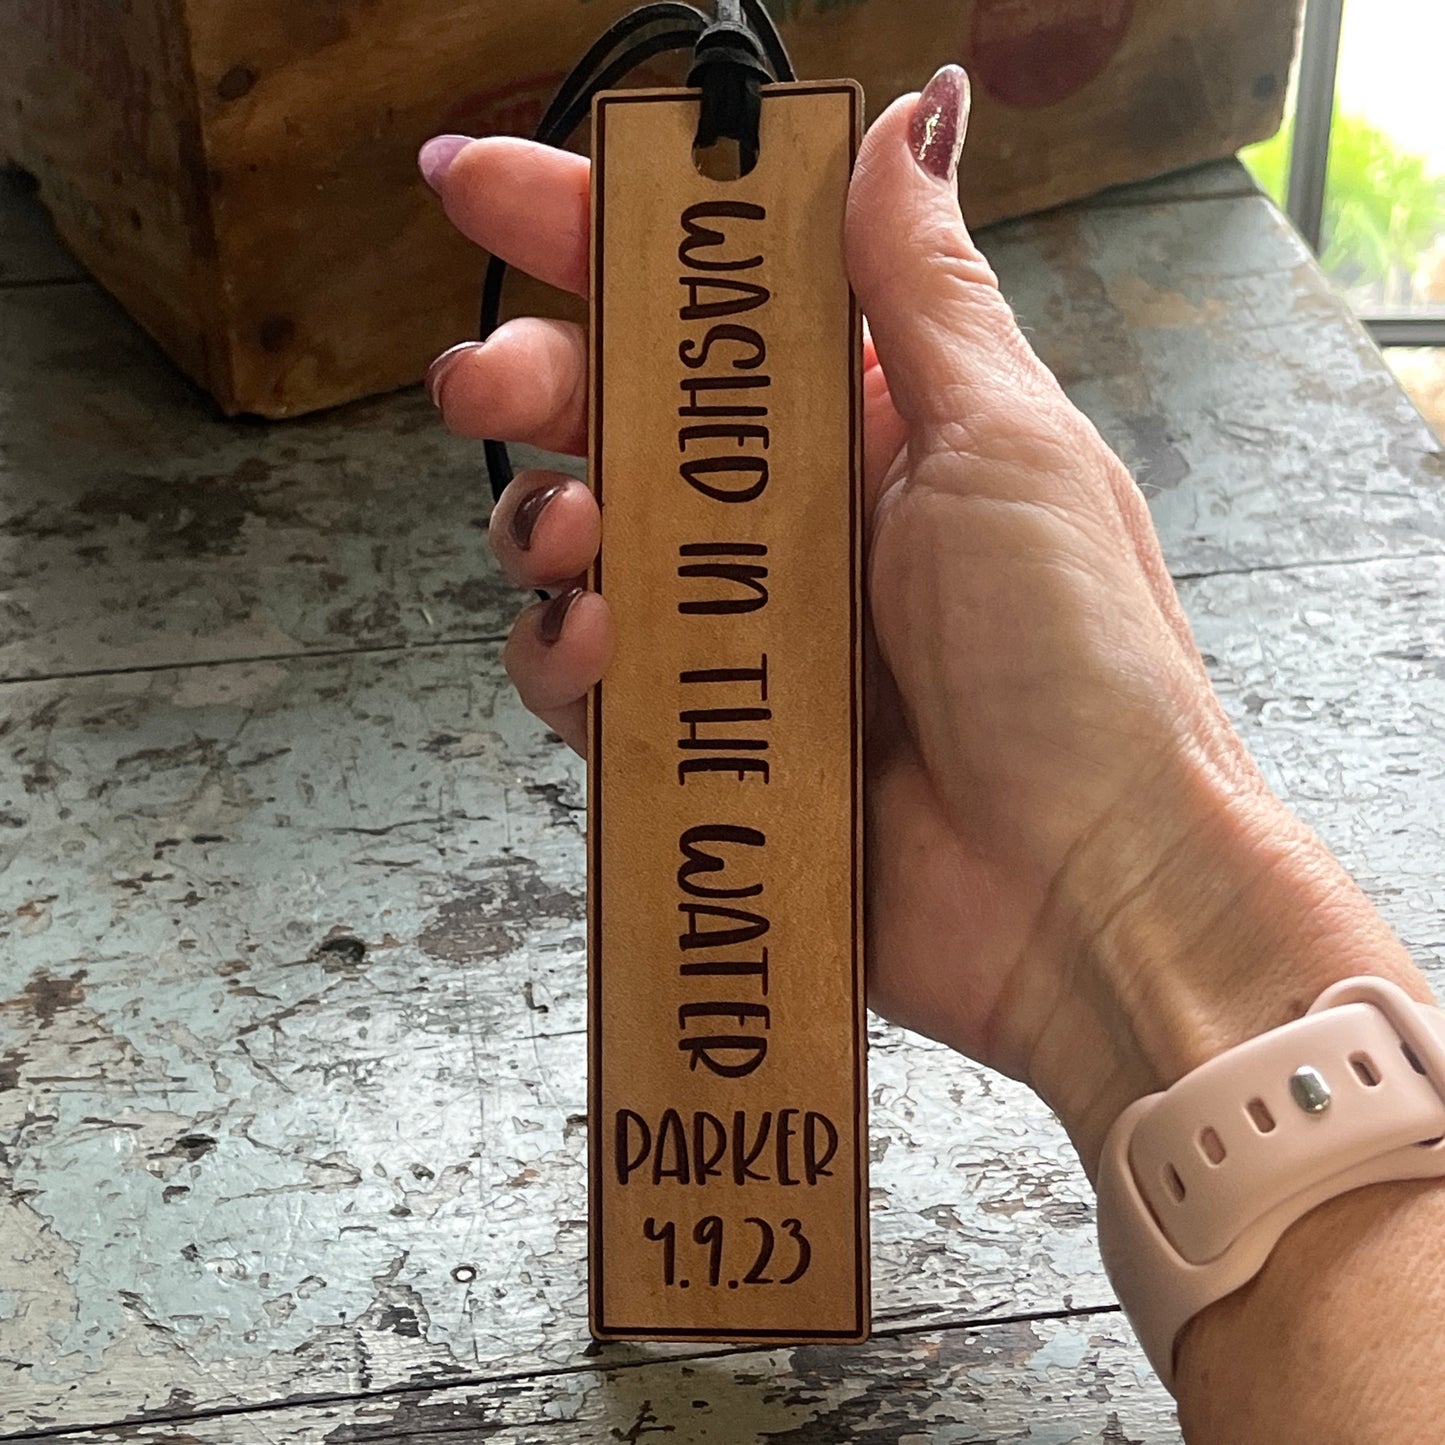 WASHED IN THE WATER
PARKER
4.9.23